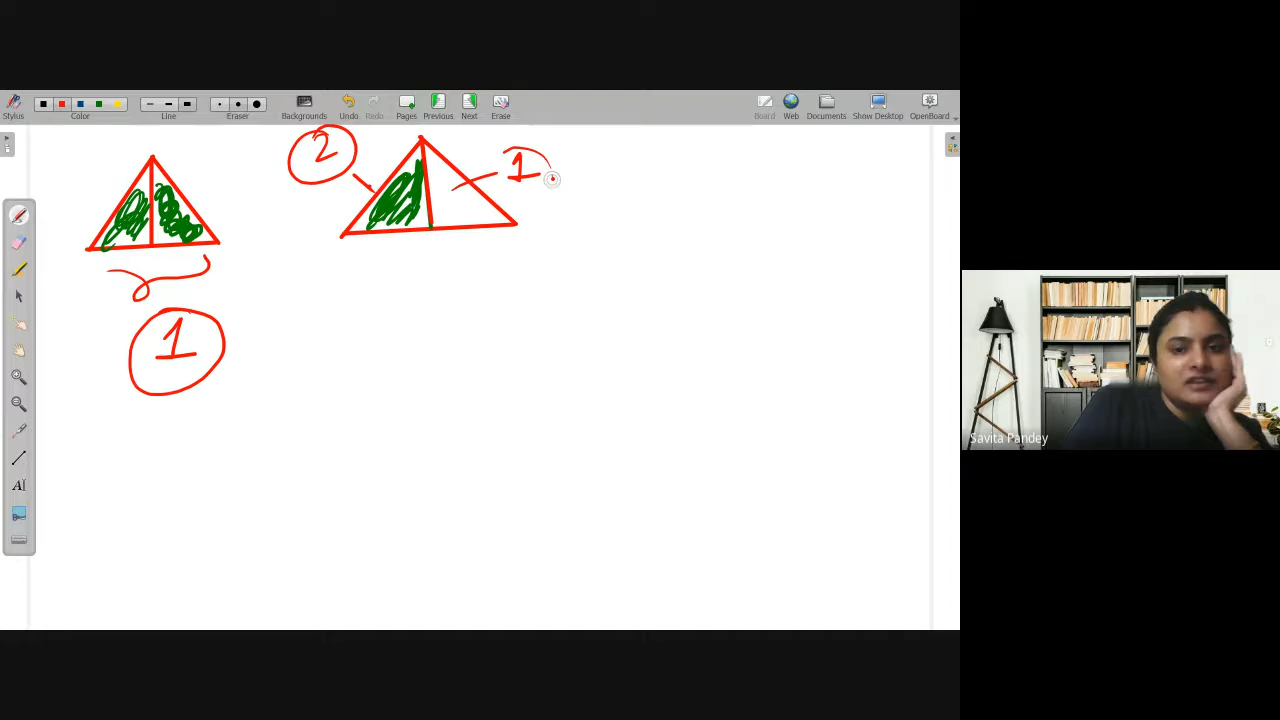 Stylus
Color
Line
Eraser
Backgrounds
Undo
Redo
Pages
Previous
Next
Erase
Board
Web
Documents
Show Desktop
OpenBoard
2
1
1
A
Savita Pandey